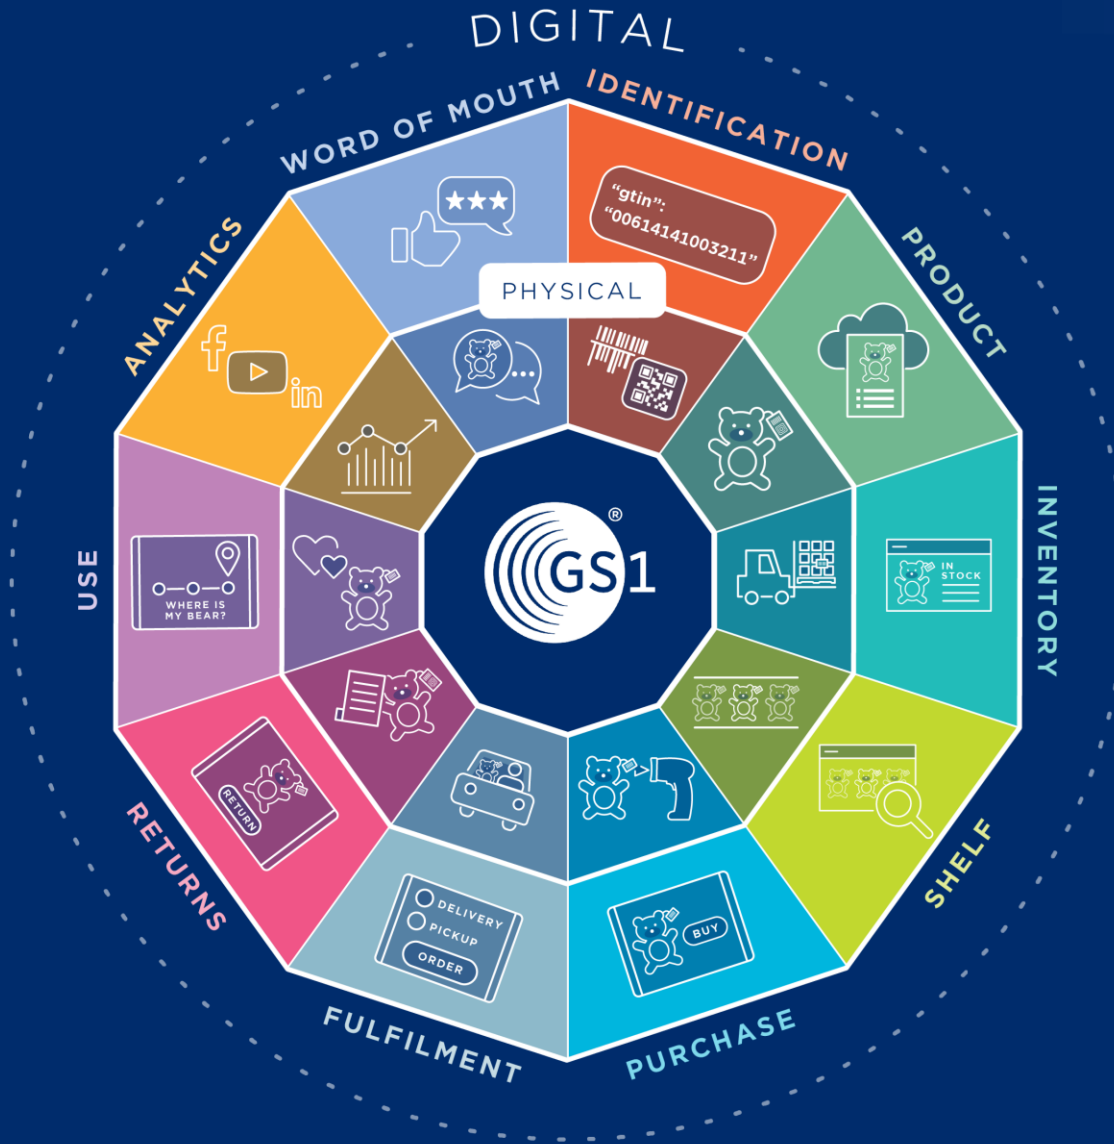 DIGITAL
WORD OF MOUTH
IDENTIFICATION
"gtin":
"00614141003211"
PHYSICAL
ANALYTICS
PRODUCT
f
in
INVENTORY
IN
STOCK
GS1
®
USE
WHERE IS
MY BEAR?
RETURNS
RETURN
SHELF
DELIVERY
PICKUP
ORDER
BUY
FULFILMENT
PURCHASE